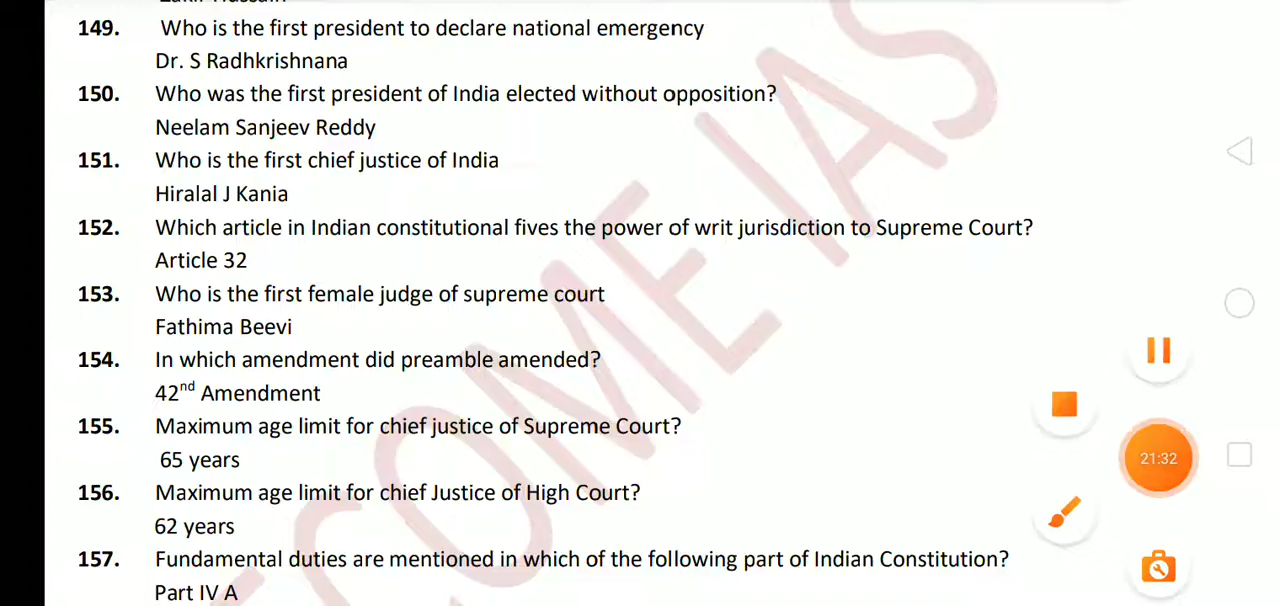 Zakir Hussain
149. Who is the first president to declare national emergency
Dr. S Radhkrishnana
150. Who was the first president of India elected without opposition?
Neelam Sanjeev Reddy
151. Who is the first chief justice of India
Hiralal J Kania
152. Which article in Indian constitutional fives the power of writ jurisdiction to Supreme Court?
Article 32
153. Who is the first female judge of supreme court
Fathima Beevi
154. In which amendment did preamble amended?
42nd Amendment
155. Maximum age limit for chief justice of Supreme Court?
65 years
156. Maximum age limit for chief Justice of High Court?
62 years
157. Fundamental duties are mentioned in which of the following part of Indian Constitution?
Part IV A
21:32
COME IAS